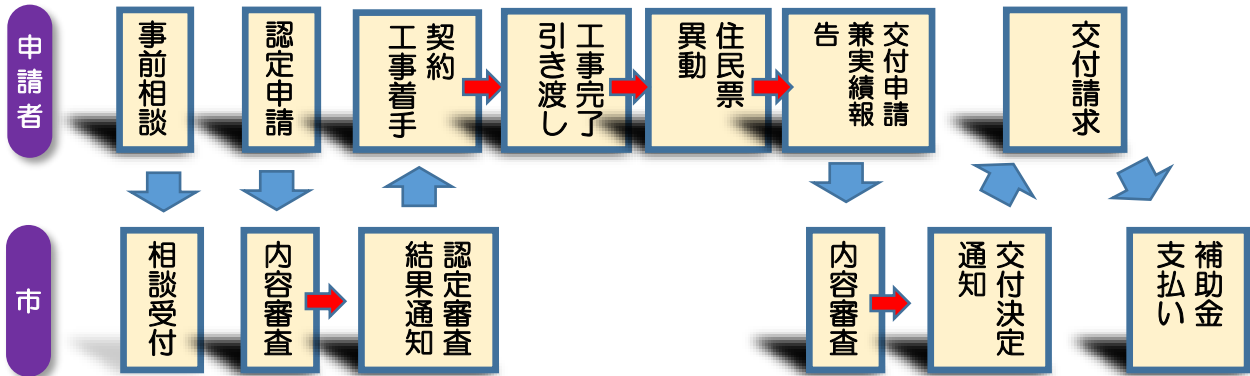 申請者
事前相談
認定申請
契約
工事着手
工事完了
引き渡し
住民票
異動
交付申請
兼実績報
告
交付請求
市
相談受付
内容審査
認定審査
結果通知
内容審査
交付決定
通知
補助金
支払い